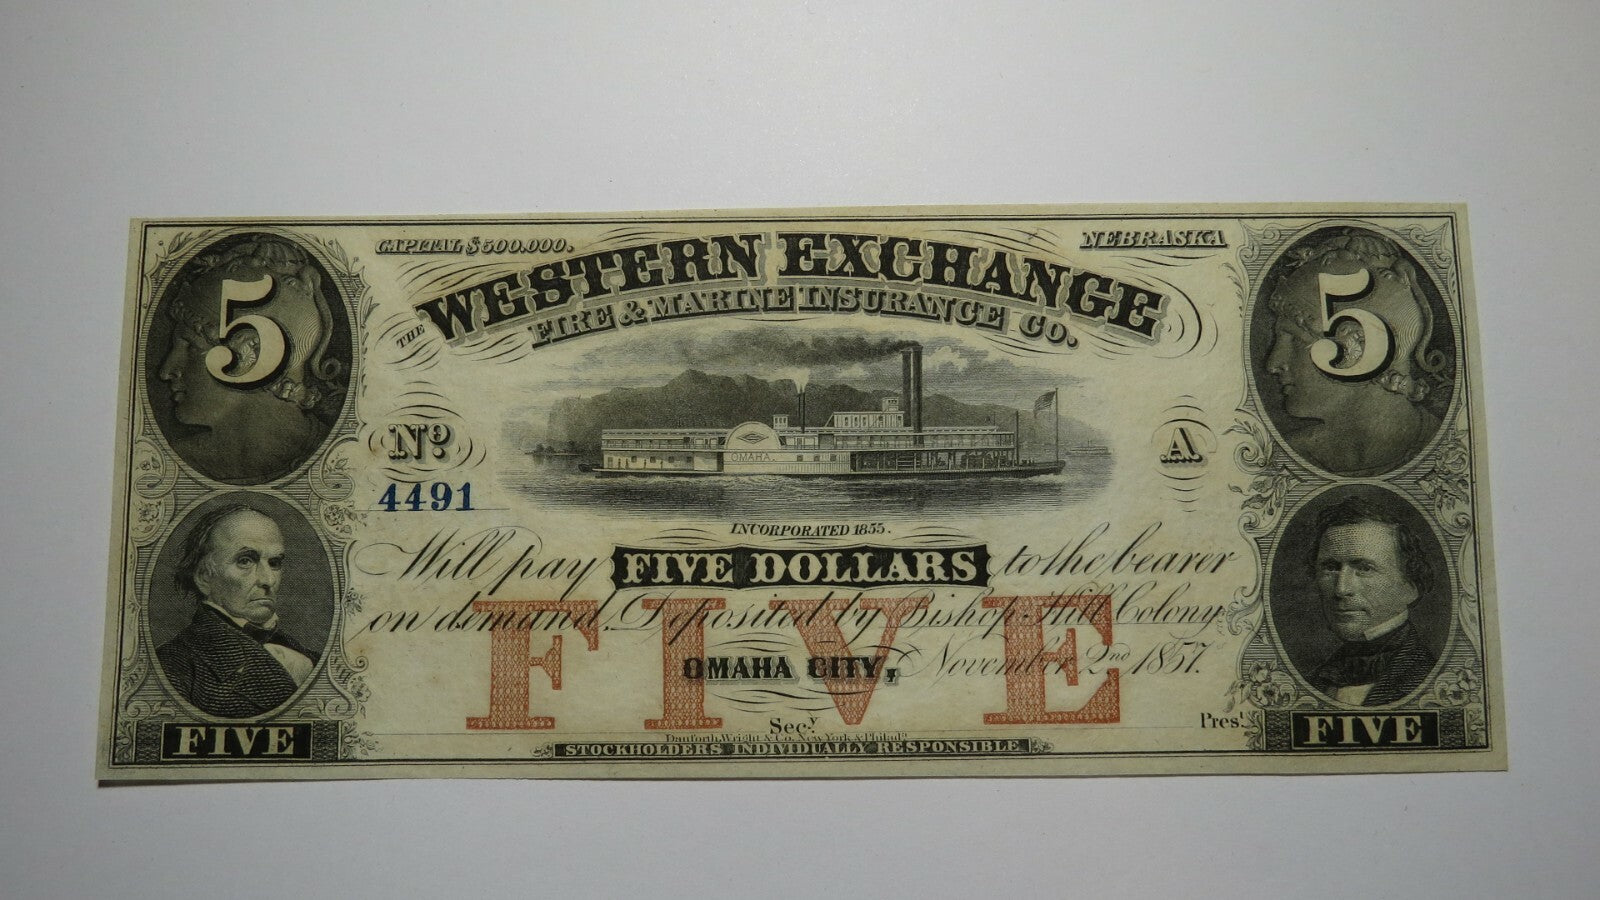 CAPITAL $500.000.
NEBRASKA
THE WESTERN EXCHANGE
FIRE & MARINE INSURANCE CO.
5
5
OMAHA.
No.
A
4491
INCORPORATED 1855.
Will pay FIVE DOLLARS to the bearer
on demand. Deposited by Bishop Hill Colony
FIVE
OMAHA CITY, November 2nd 1857.
Secy.
Prest.
Danforth, Wright & Co. New York & Philada.
STOCKHOLDERS INDIVIDUALLY RESPONSIBLE
FIVE
FIVE